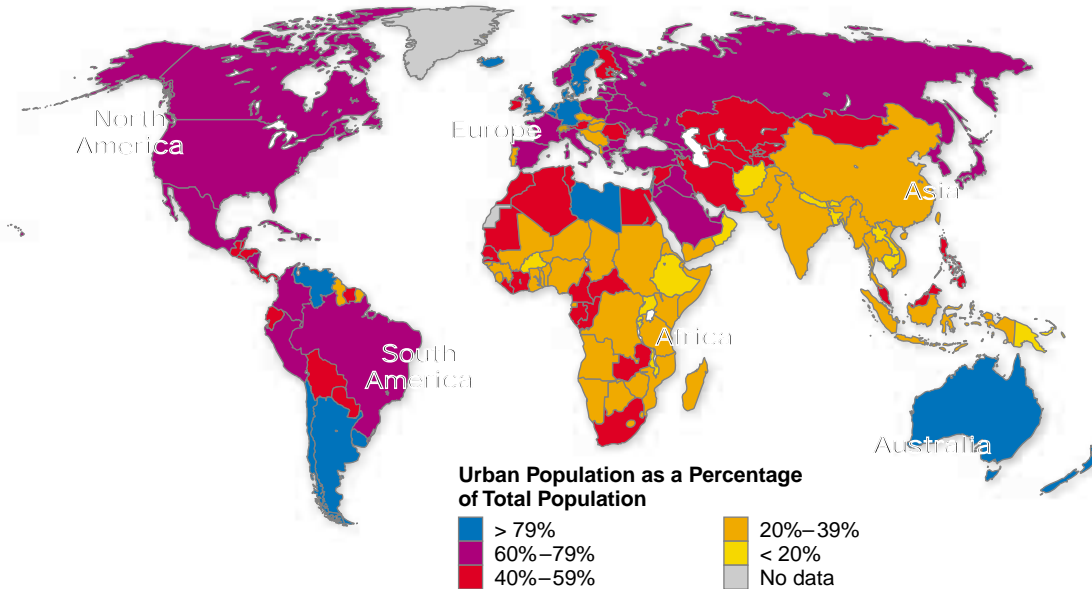 North
America
Europe
Asia
Africa
South
America
Australia
Urban Population as a Percentage
of Total Population
> 79%
60%–79%
40%–59%
20%–39%
< 20%
No data